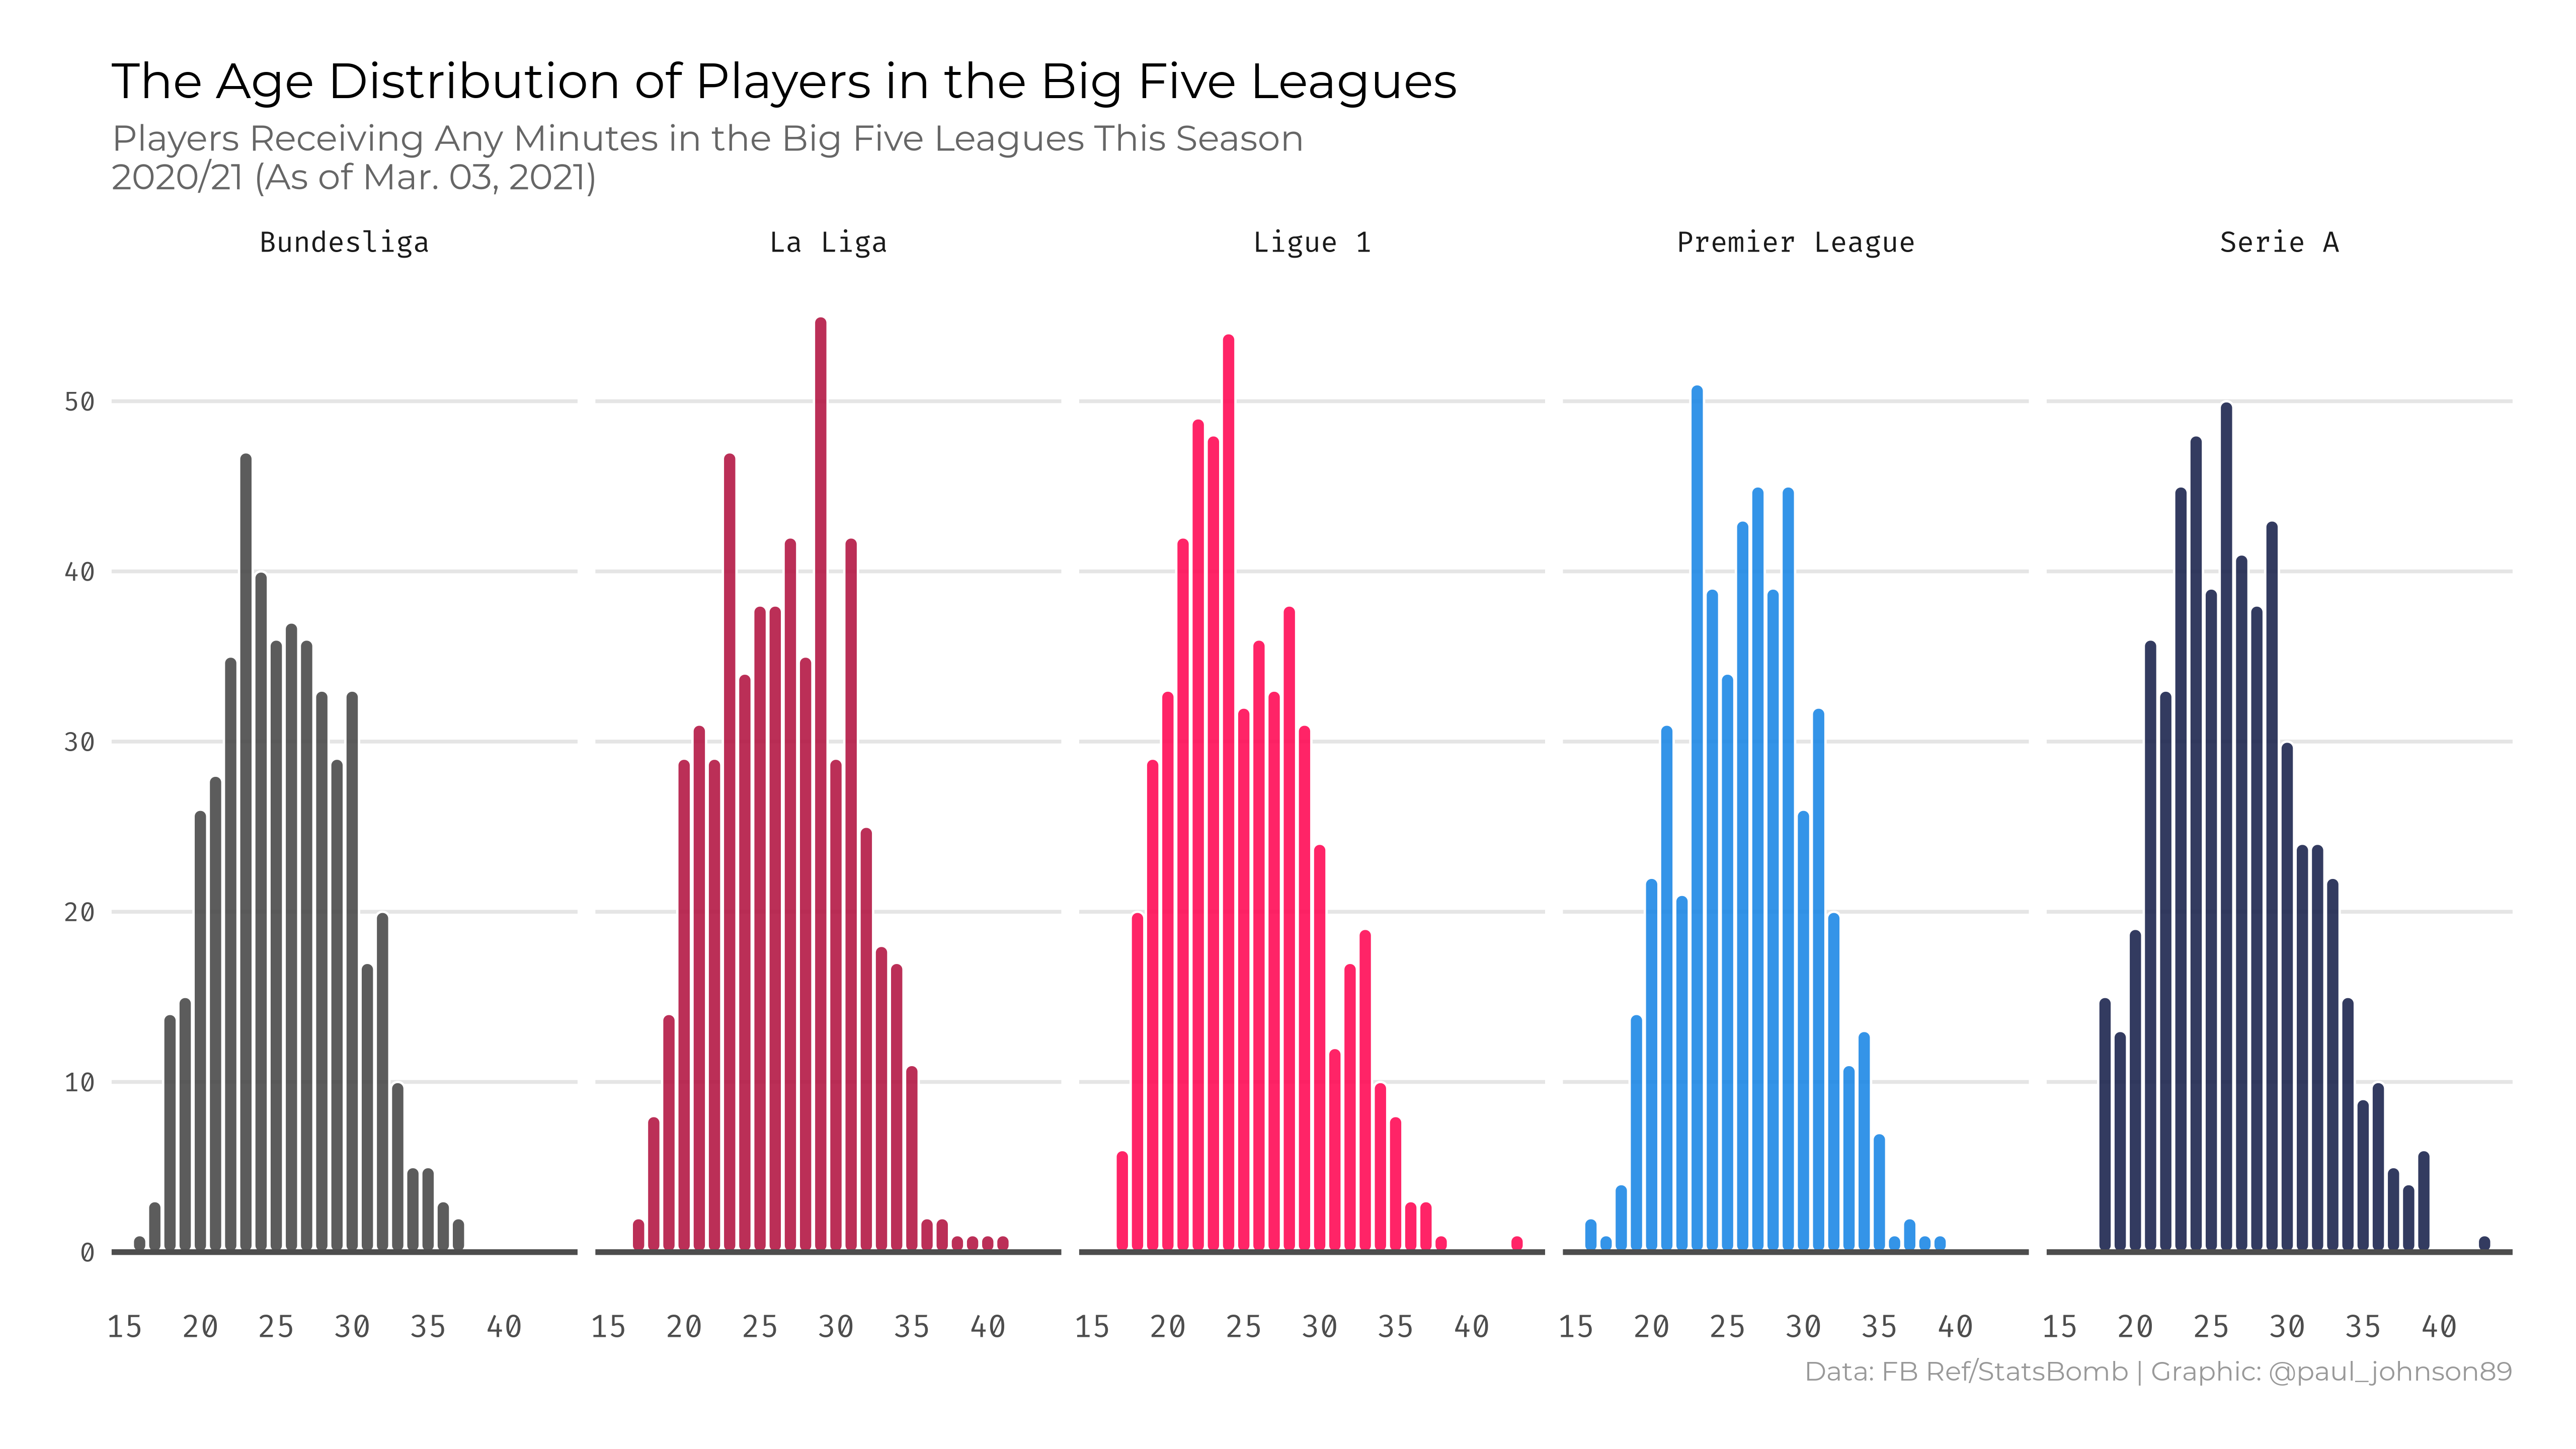 The Age Distribution of Players in the Big Five Leagues
Players Receiving Any Minutes in the Big Five Leagues This Season
2020/21 (As of Mar. 03, 2021)
Bundesliga La Liga Ligue 1 Premier League Serie A
50
40
30
20
10
0
15 20 25 30 35 40 15 20 25 30 35 40 15 20 25 30 35 40 15 20 25 30 35 40 15 20 25 30 35 40
Data: FB Ref/StatsBomb | Graphic: @paul_johnson89